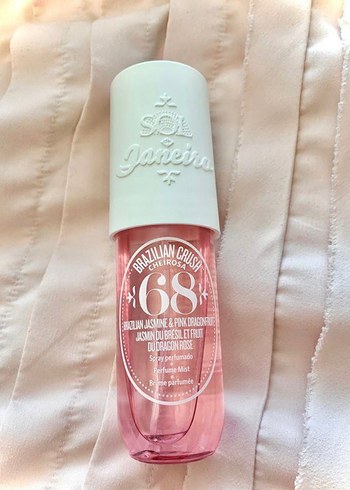 SOL
de
Janeiro
BRAZILIAN CRUSH
CHEIROSA
68
BRAZILIAN JASMINE & PINK DRAGONFRUIT
JASMIN DU BRÉSIL ET FRUIT
DU DRAGON ROSE
Spray perfumado
Perfume Mist
Brume parfumée